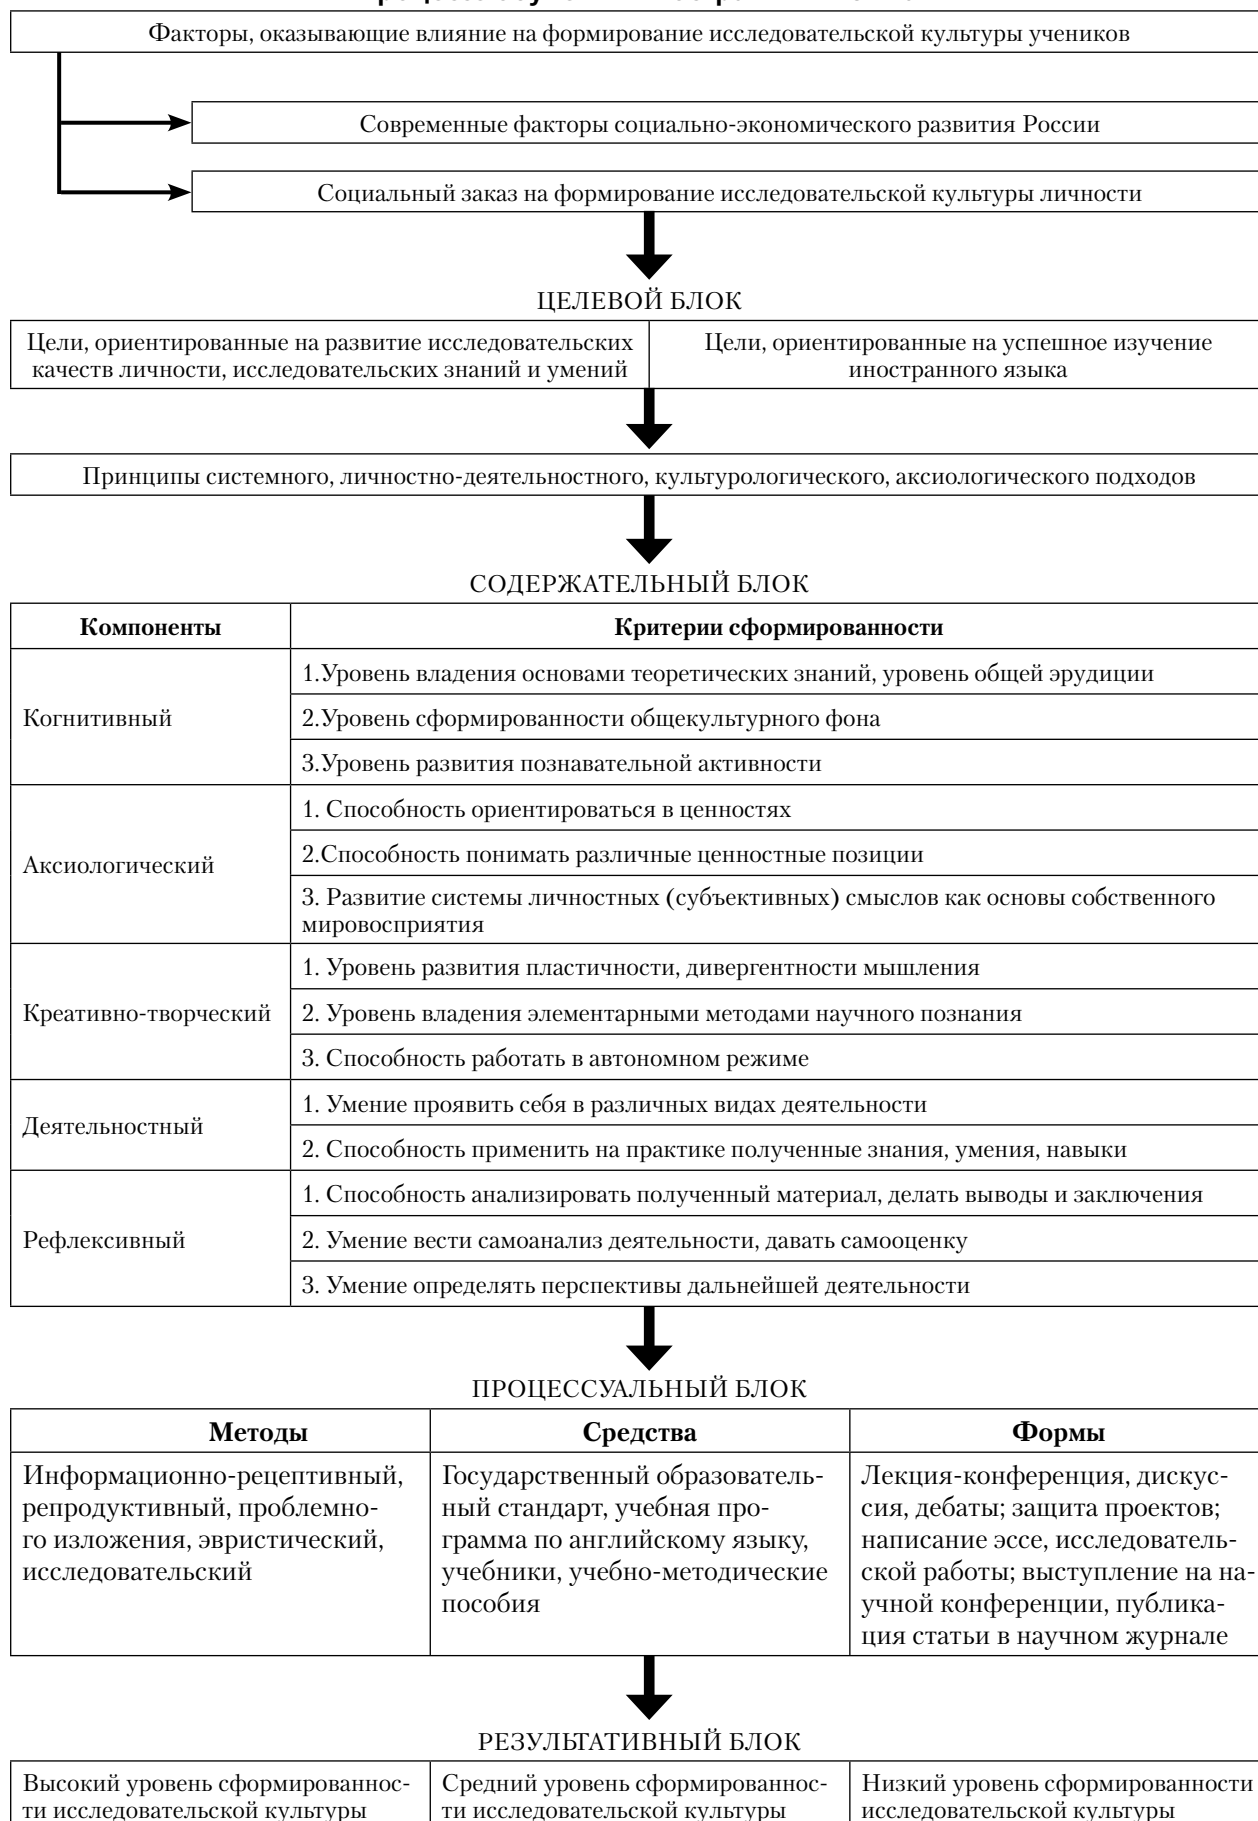 Факторы, оказывающие влияние на формирование исследовательской культуры учеников
Современные факторы социально-экономического развития России
Социальный заказ на формирование исследовательской культуры личности
ЦЕЛЕВОЙ БЛОК
Цели, ориентированные на развитие исследовательских
качеств личности, исследовательских знаний и умений
Цели, ориентированные на успешное изучение
иностранного языка
Принципы системного, личностно-деятельностного, культурологического, аксиологического подходов
СОДЕРЖАТЕЛЬНЫЙ БЛОК
Компоненты
Критерии сформированности
Когнитивный
1.Уровень владения основами теоретических знаний, уровень общей эрудиции
2.Уровень сформированности общекультурного фона
3.Уровень развития познавательной активности
Аксиологический
1. Способность ориентироваться в ценностях
2.Способность понимать различные ценностные позиции
3. Развитие системы личностных (субъективных) смыслов как основы собственного
мировосприятия
Креативно-творческий
1. Уровень развития пластичности, дивергентности мышления
2. Уровень владения элементарными методами научного познания
3. Способность работать в автономном режиме
Деятельностный
1. Умение проявить себя в различных видах деятельности
2. Способность применить на практике полученные знания, умения, навыки
Рефлексивный
1. Способность анализировать полученный материал, делать выводы и заключения
2. Умение вести самоанализ деятельности, давать самооценку
3. Умение определять перспективы дальнейшей деятельности
ПРОЦЕССУАЛЬНЫЙ БЛОК
Методы
Средства
Формы
Информационно-рецептивный,
репродуктивный, проблемно-
го изложения, эвристический,
исследовательский
Государственный образователь-
ный стандарт, учебная про-
грамма по английскому языку,
учебники, учебно-методические
пособия
Лекция-конференция, дискус-
сия, дебаты; защита проектов;
написание эссе, исследователь-
ской работы; выступление на на-
учной конференции, публика-
ция статьи в научном журнале
РЕЗУЛЬТАТИВНЫЙ БЛОК
Высокий уровень сформированнос-
ти исследовательской культуры
Средний уровень сформированнос-
ти исследовательской культуры
Низкий уровень сформированности
исследовательской культуры